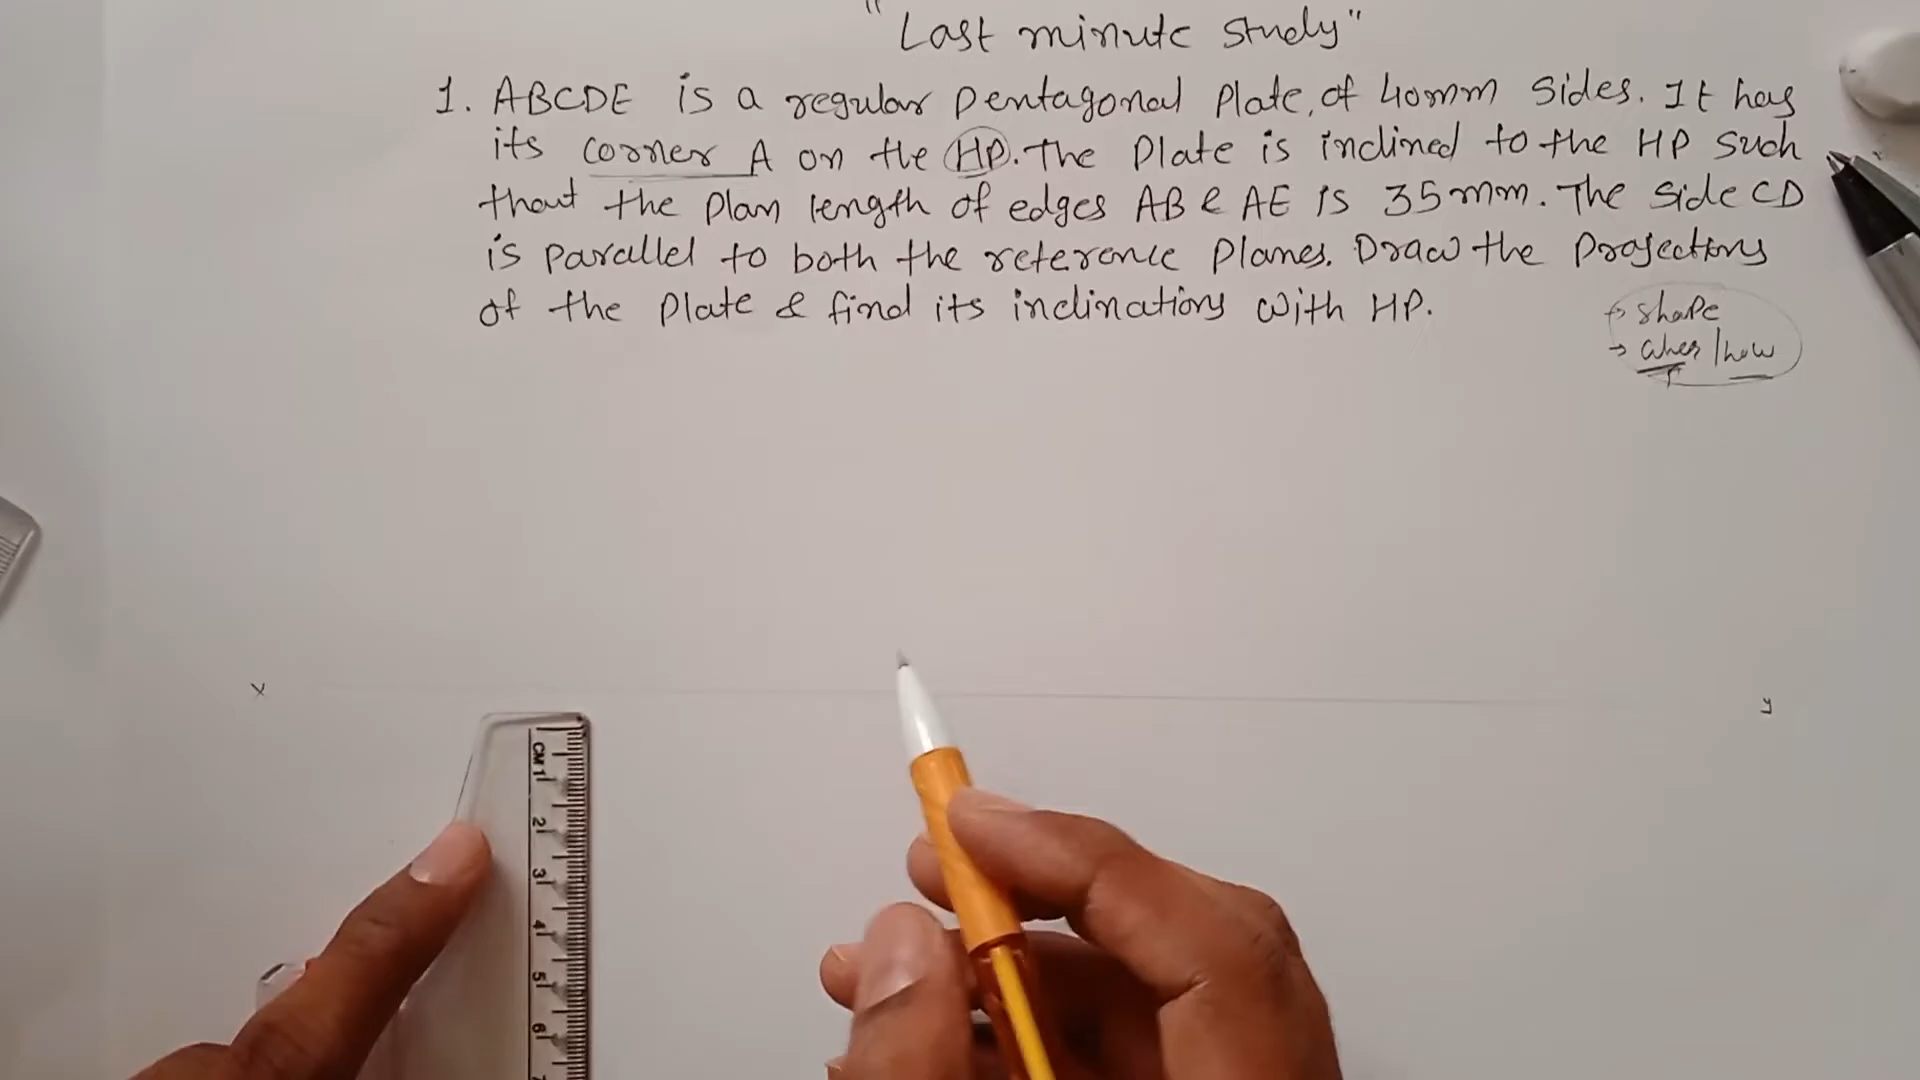 "Last minute study"
1. ABCDE is a regular Pentagonal Plate, of 40mm Sides. It has
its corner A on the HP. The Plate is inclined to the HP such
that the Plan length of edges AB & AE is 35mm. The side CD
is parallel to both the reference Planes. Draw the Projections
of the Plate & find its inclinations with HP.
→ shape
→ when / how
x
y
CM 1 2 3 4 5 6